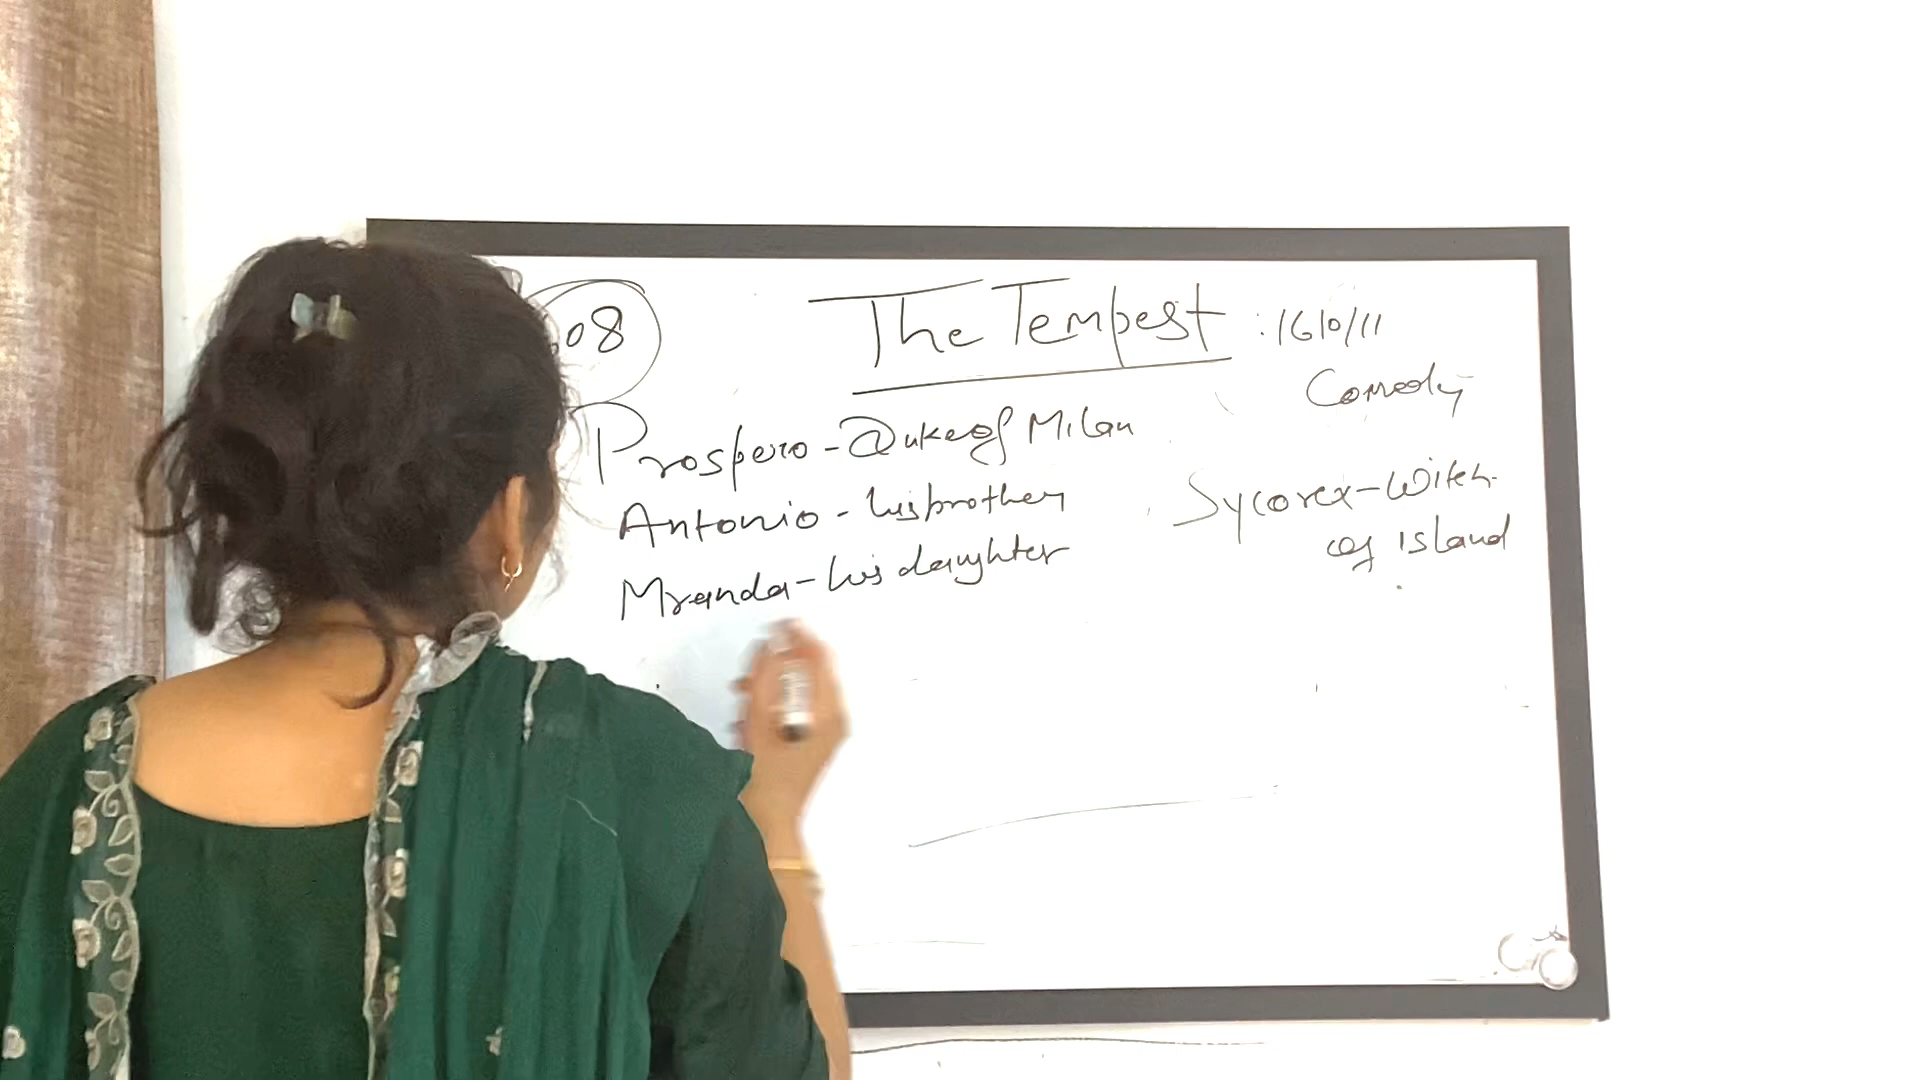 08
The Tempest : 1610/11
Comedy
Prospero - Duke of Milan
Antonio - his brother
Mranda - his daughter
Sycorex - Witch
of island